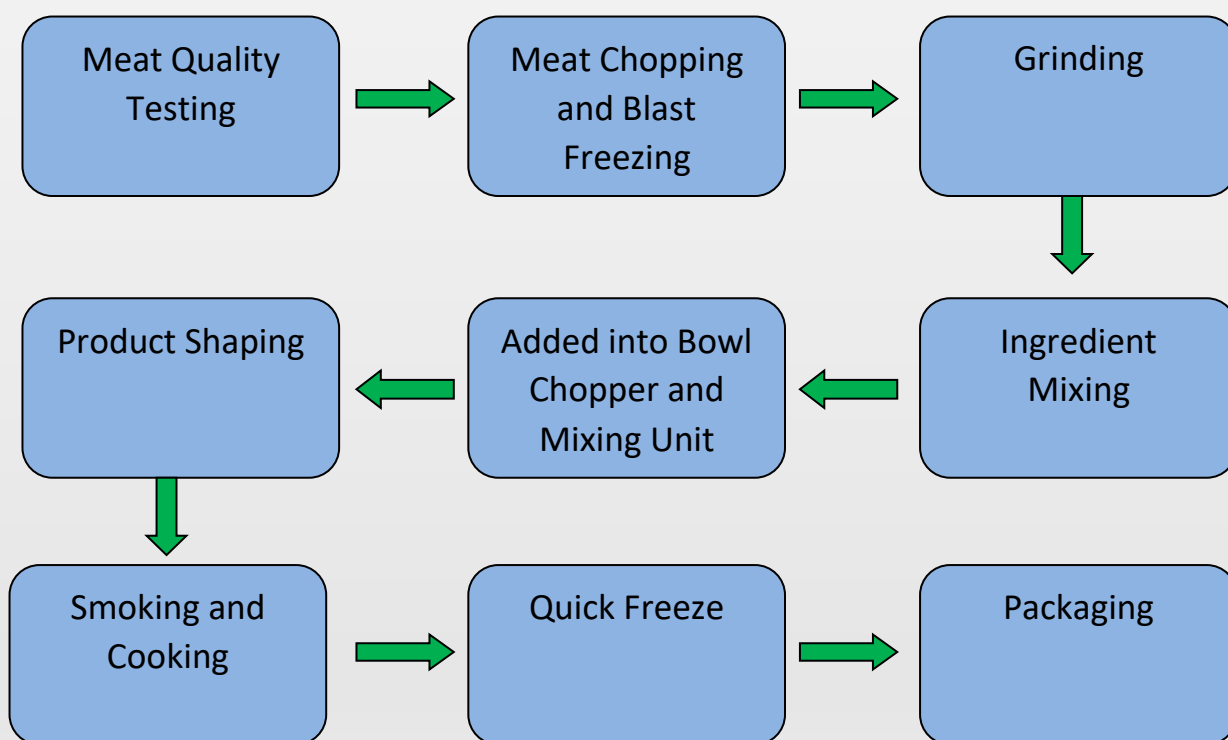 Meat Quality
Testing
Meat Chopping
and Blast
Freezing
Grinding
Ingredient
Mixing
Added into Bowl
Chopper and
Mixing Unit
Product Shaping
Smoking and
Cooking
Quick Freeze
Packaging